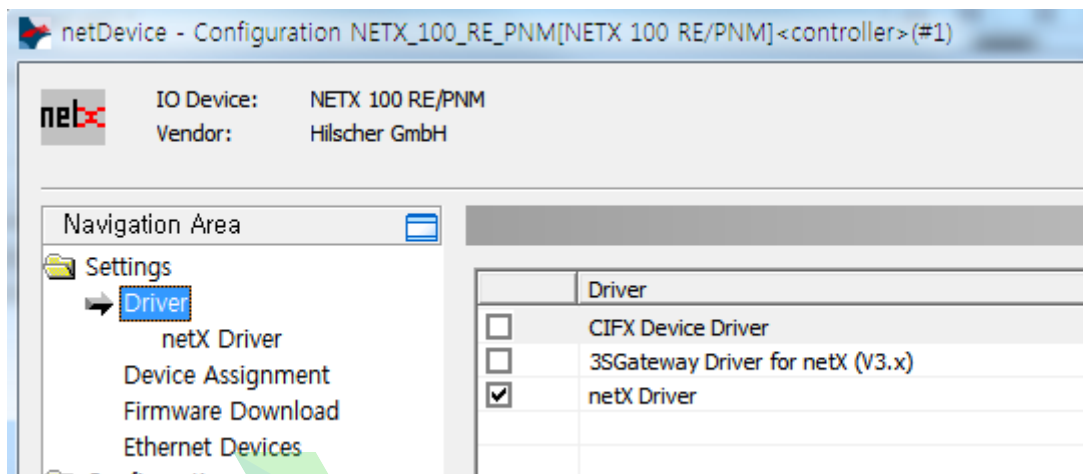 netDevice - Configuration NETX_100_RE_PNM[NETX 100 RE/PNM]<controller>(#1)
netx
IO Device: NETX 100 RE/PNM
Vendor: Hilscher GmbH
Navigation Area
Settings
Driver
netX Driver
Device Assignment
Firmware Download
Ethernet Devices
Driver
CIFX Device Driver
3SGateway Driver for netX (V3.x)
netX Driver